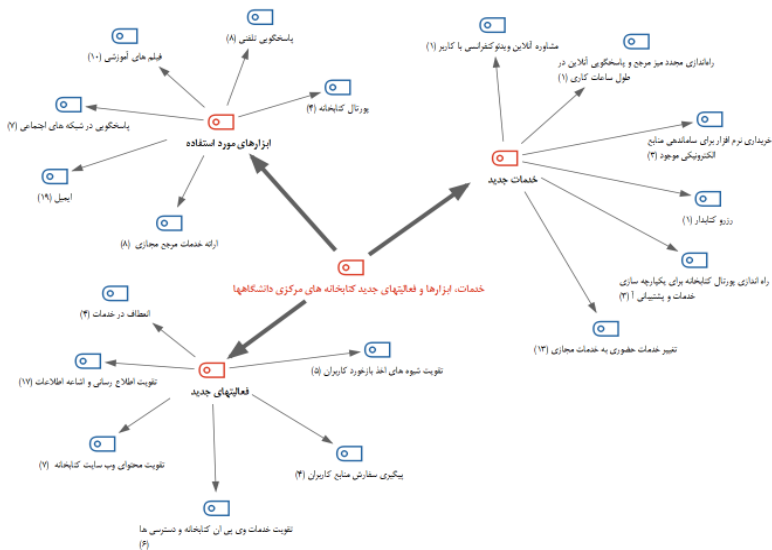 پاسخگویی تلفنی (۸)
فیلم های آموزشی (۱۰)
پورتال کتابخانه (۴)
پاسخگویی در شبکه های اجتماعی (۷)
ابزارهای مورد استفاده
ایمیل (۱۹)
ارائه خدمات مرجع مجازی (۸)
مشاوره آنلاین ویدئوکنفرانسی با کاربر (۱)
راه‌اندازی مجدد میز مرجع و پاسخگویی آنلاین در
طول ساعات کاری (۱)
خریداری نرم افزار برای ساماندهی منابع
الکترونیکی موجود (۳)
خدمات جدید
رزرو کتابدار (۱)
راه اندازی پورتال کتابخانه برای یکپارچه سازی
خدمات و پشتیبانی آ (۳)
تغییر خدمات حضوری به خدمات مجازی (۱۳)
خدمات، ابزارها و فعالیتهای جدید کتابخانه های مرکزی دانشگاهها
انعطاف در خدمات (۴)
تقویت شیوه های اخذ بازخورد کاربران (۵)
تقویت اطلاع رسانی و اشاعه اطلاعات (۱۷)
فعالیتهای جدید
تقویت محتوای وب سایت کتابخانه (۷)
پیگیری سفارش منابع کاربران (۴)
تقویت خدمات وی پی ان کتابخانه و دسترسی ها
(۶)